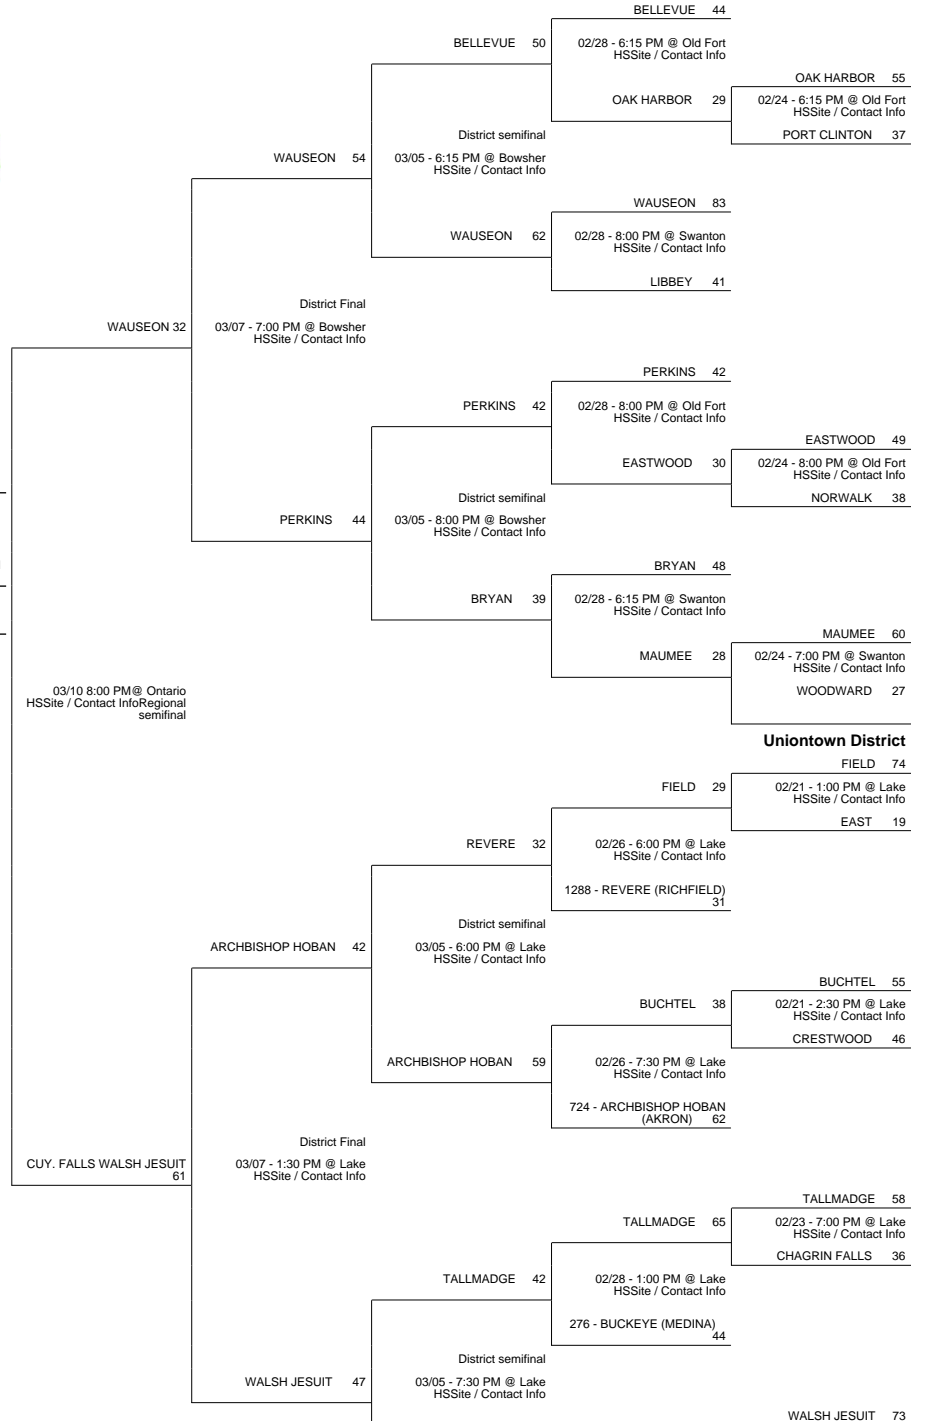 BELLEVUE 44
BELLEVUE 50
02/28 - 6:15 PM @ Old Fort
HSSite / Contact Info
OAK HARBOR 55
OAK HARBOR 29
02/24 - 6:15 PM @ Old Fort
HSSite / Contact Info
PORT CLINTON 37
District semifinal
WAUSEON 54
03/05 - 6:15 PM @ Bowsher
HSSite / Contact Info
WAUSEON 83
WAUSEON 62
02/28 - 8:00 PM @ Swanton
HSSite / Contact Info
LIBBEY 41
District Final
WAUSEON 32
03/07 - 7:00 PM @ Bowsher
HSSite / Contact Info
PERKINS 42
PERKINS 42
02/28 - 8:00 PM @ Old Fort
HSSite / Contact Info
EASTWOOD 49
EASTWOOD 30
02/24 - 8:00 PM @ Old Fort
HSSite / Contact Info
NORWALK 38
District semifinal
PERKINS 44
03/05 - 8:00 PM @ Bowsher
HSSite / Contact Info
BRYAN 48
BRYAN 39
02/28 - 6:15 PM @ Swanton
HSSite / Contact Info
MAUMEE 60
MAUMEE 28
02/24 - 7:00 PM @ Swanton
HSSite / Contact Info
WOODWARD 27
03/10 8:00 PM@ Ontario
HSSite / Contact InfoRegional
semifinal
Uniontown District
FIELD 74
FIELD 29
02/21 - 1:00 PM @ Lake
HSSite / Contact Info
EAST 19
REVERE 32
02/26 - 6:00 PM @ Lake
HSSite / Contact Info
1288 - REVERE (RICHFIELD)
31
District semifinal
ARCHBISHOP HOBAN 42
03/05 - 6:00 PM @ Lake
HSSite / Contact Info
BUCHTEL 55
BUCHTEL 38
02/21 - 2:30 PM @ Lake
HSSite / Contact Info
CRESTWOOD 46
ARCHBISHOP HOBAN 59
02/26 - 7:30 PM @ Lake
HSSite / Contact Info
724 - ARCHBISHOP HOBAN
(AKRON) 62
District Final
CUY. FALLS WALSH JESUIT
61
03/07 - 1:30 PM @ Lake
HSSite / Contact Info
TALLMADGE 58
TALLMADGE 65
02/23 - 7:00 PM @ Lake
HSSite / Contact Info
CHAGRIN FALLS 36
TALLMADGE 42
02/28 - 1:00 PM @ Lake
HSSite / Contact Info
276 - BUCKEYE (MEDINA)
44
District semifinal
WALSH JESUIT 47
03/05 - 7:30 PM @ Lake
HSSite / Contact Info
WALSH JESUIT 73